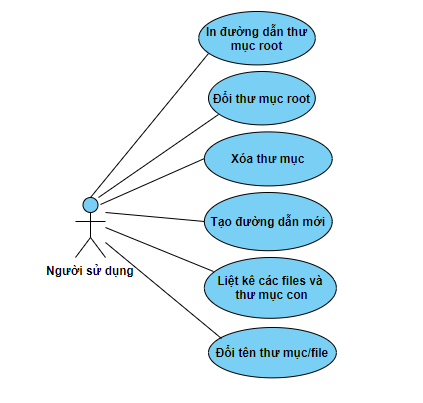 In đường dẫn thư
mục root
Đổi thư mục root
Xóa thư mục
Tạo đường dẫn mới
Liệt kê các files và
thư mục con
Đổi tên thư mục/file
Người sử dụng